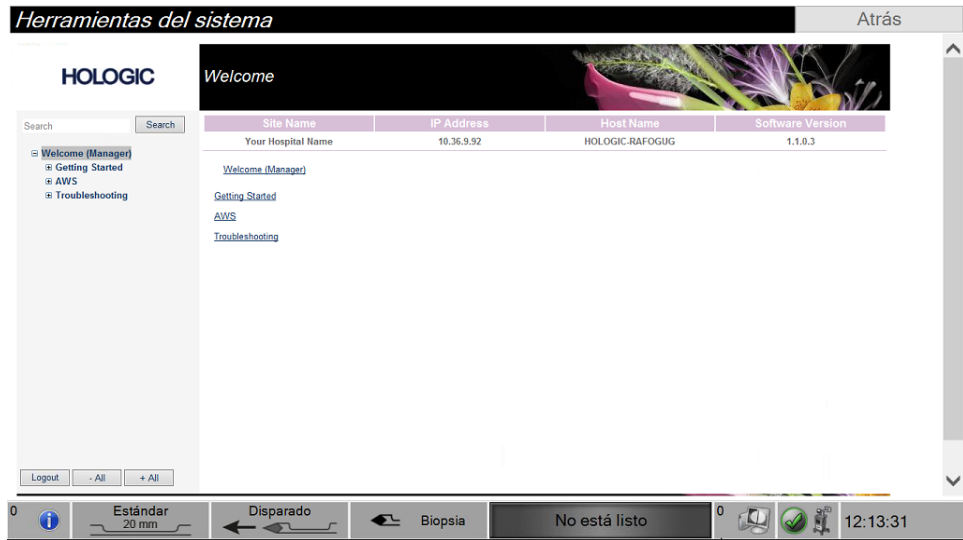 Herramientas del sistema
Atrás
HOLOGIC
Welcome
Search
Search
Site Name
IP Address
Host Name
Software Version
Your Hospital Name
10.36.9.92
HOLOGIC-RAFOGUG
1.1.0.3
Welcome (Manager)
Getting Started
AWS
Troubleshooting
Welcome (Manager)
Getting Started
AWS
Troubleshooting
Logout
- All
+ All
0
Estándar
20 mm
Disparado
Biopsia
No está listo
0
12:13:31